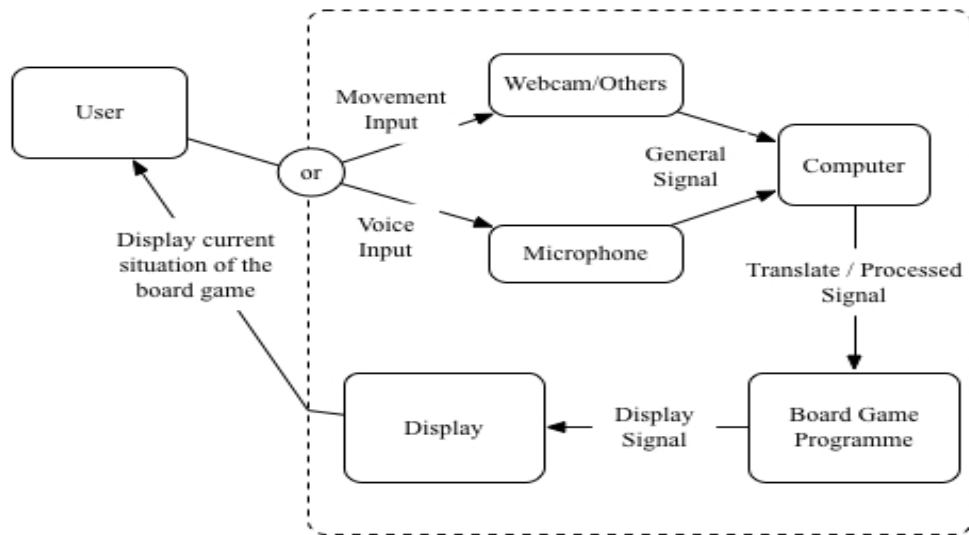 User
Movement
Input
Webcam/Others
or
General
Signal
Computer
Voice
Input
Microphone
Display current
situation of the
board game
Translate / Processed
Signal
Display
Display
Signal
Board Game
Programme